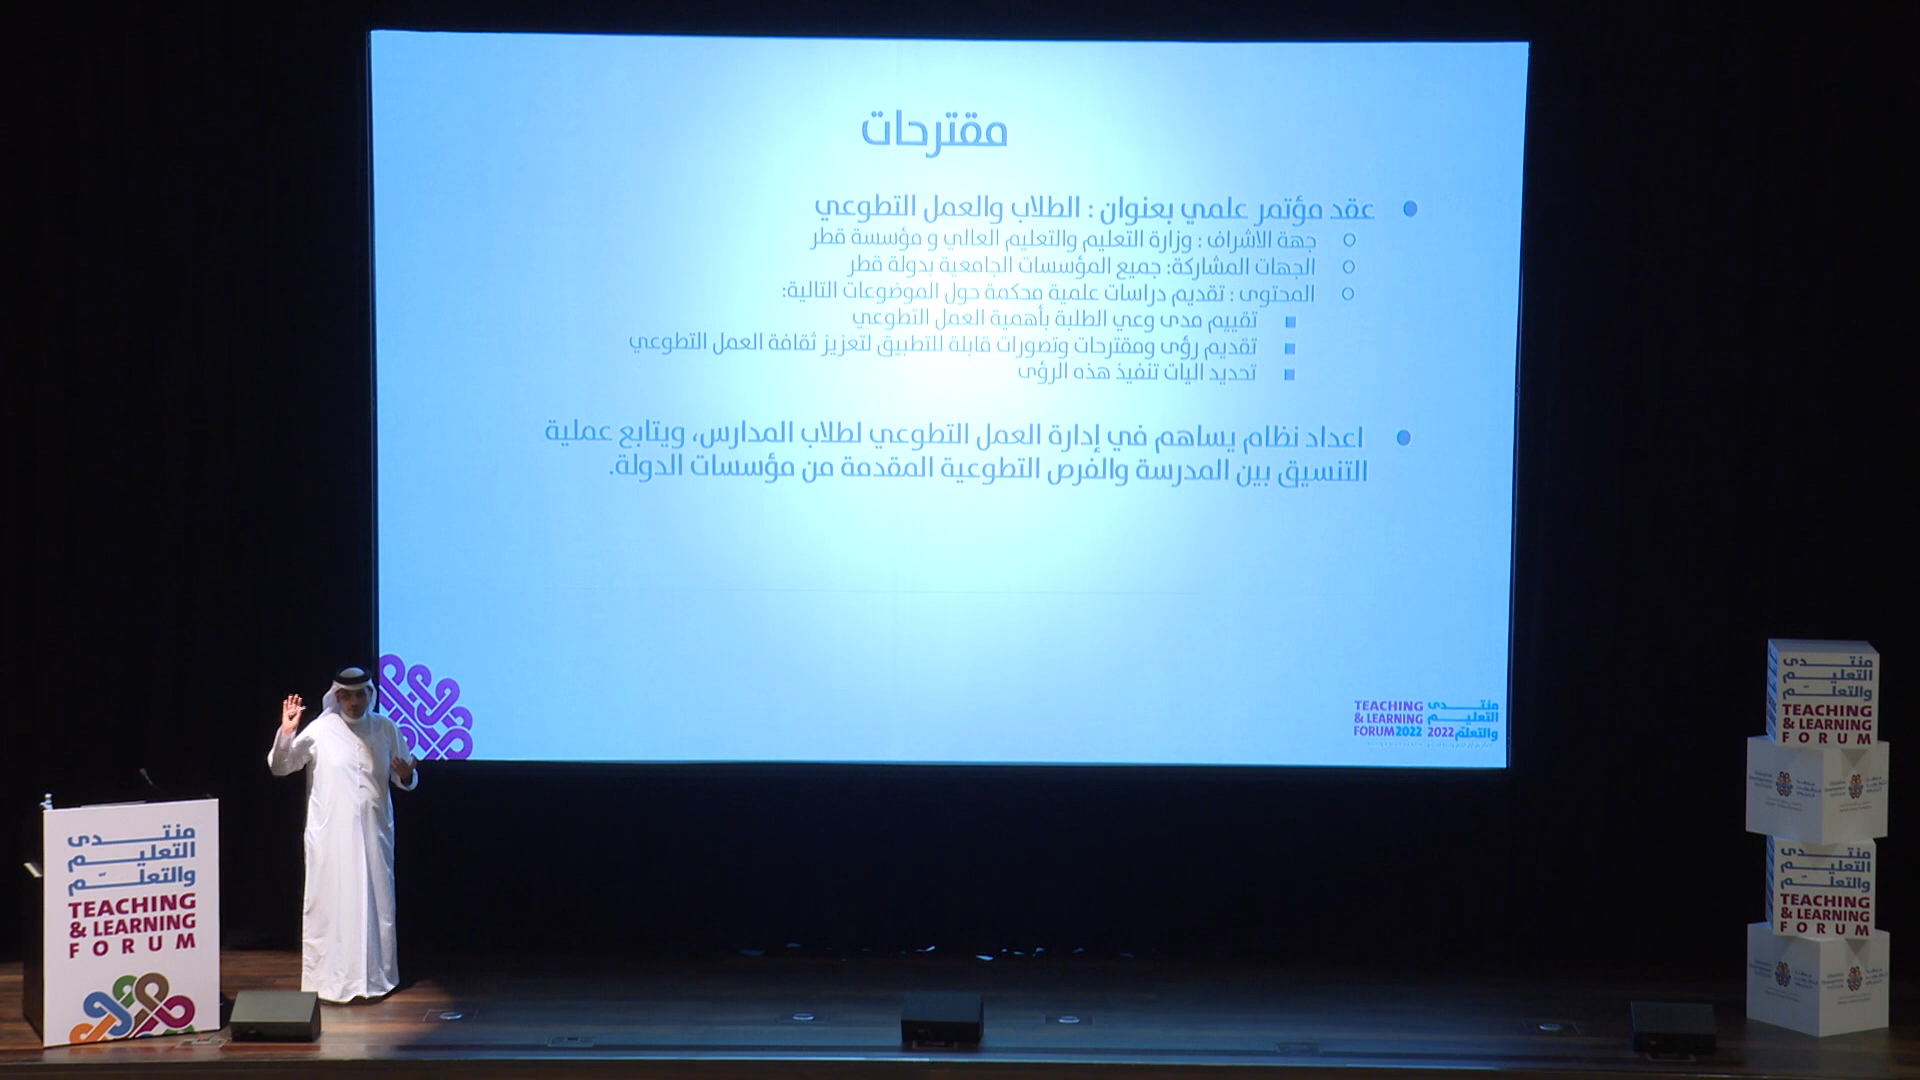 مقترحات
عقد مؤتمر علمي بعنوان : الطلاب والعمل التطوعي
جهة الاشراف : وزارة التعليم والتعليم العالي و مؤسسة قطر
الجهات المشاركة: جميع المؤسسات الجامعية بدولة قطر
المحتوى : تقديم دراسات علمية محكمة حول الموضوعات التالية:
تقييم مدى وعي الطلبة بأهمية العمل التطوعي
تقديم رؤى ومقترحات وتصورات قابلة للتطبيق لتعزيز ثقافة العمل التطوعي
تحديد اليات تنفيذ هذه الرؤى
اعداد نظام يساهم في إدارة العمل التطوعي لطلاب المدارس، ويتابع عملية
التنسيق بين المدرسة والفرص التطوعية المقدمة من مؤسسات الدولة.
منتدى
التعليم
والتعلم 2022
TEACHING
& LEARNING
FORUM 2022
منتدى
التعليم
والتعلّم
TEACHING
& LEARNING
FORUM
منتدى
التعليم
والتعلّم
TEACHING
& LEARNING
FORUM
منتدى
التعليم
والتعلّم
TEACHING
& LEARNING
FORUM